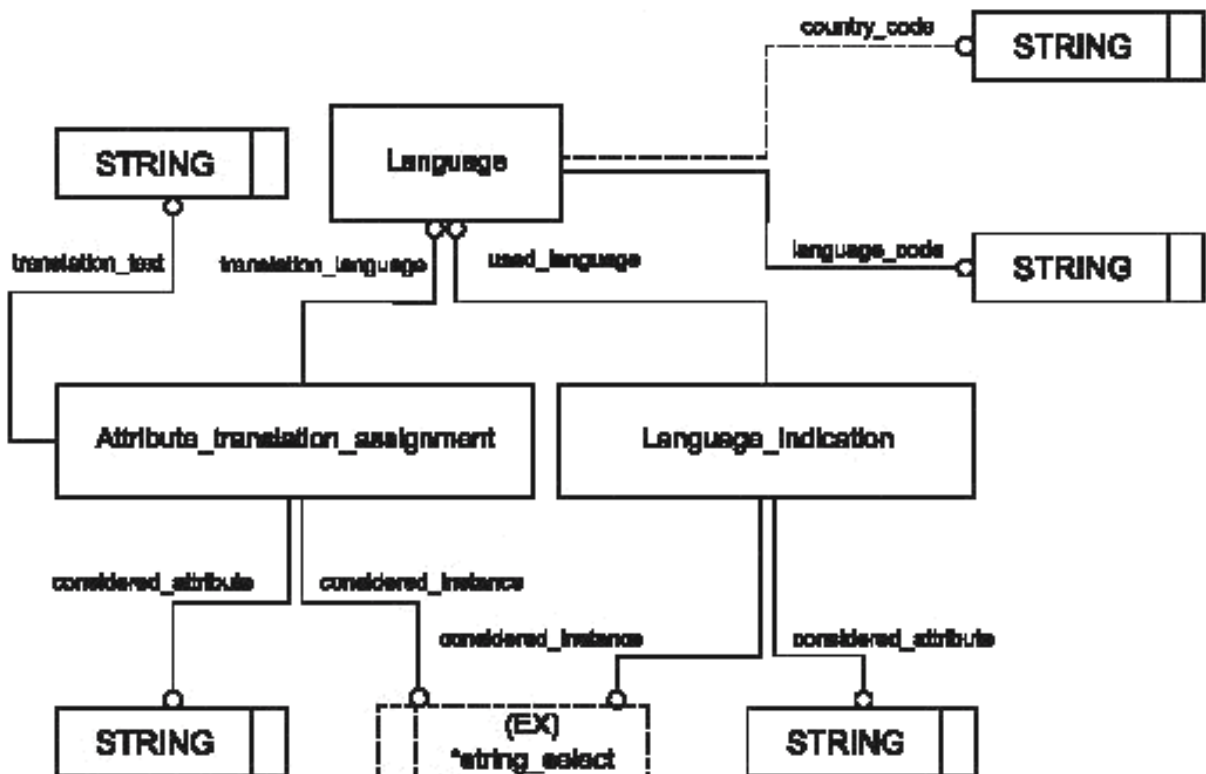 country_code
STRING
Language
STRING
translation_text
translation_language
used_language
language_code
STRING
Attribute_translation_assignment
Language_indication
considered_attribute
considered_instance
considered_instance
considered_attribute
STRING
(EX)
*string_select
STRING